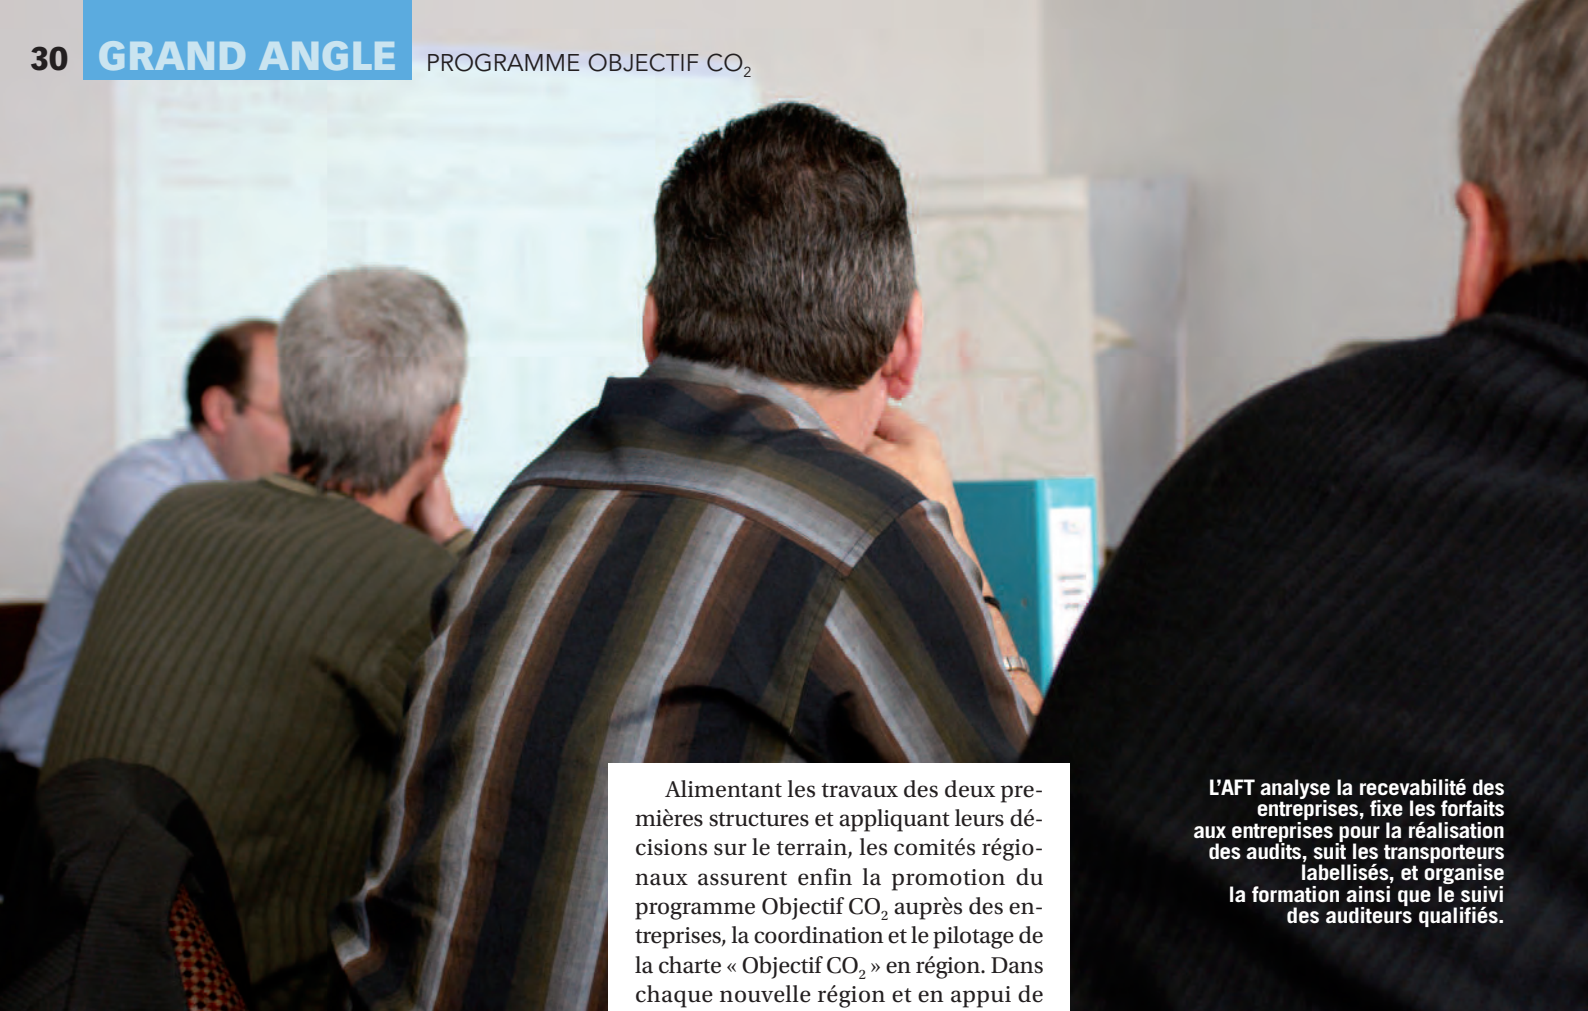 30 GRAND ANGLE PROGRAMME OBJECTIF CO₂
Alimentant les travaux des deux pre-
mières structures et appliquant leurs dé-
cisions sur le terrain, les comités régio-
naux assurent enfin la promotion du
programme Objectif CO₂ auprès des en-
treprises, la coordination et le pilotage de
la charte « Objectif CO₂ » en région. Dans
chaque nouvelle région et en appui de
L'AFT analyse la recevabilité des
entreprises, fixe les forfaits
aux entreprises pour la réalisation
des audits, suit les transporteurs
labellisés, et organise
la formation ainsi que le suivi
des auditeurs qualifiés.